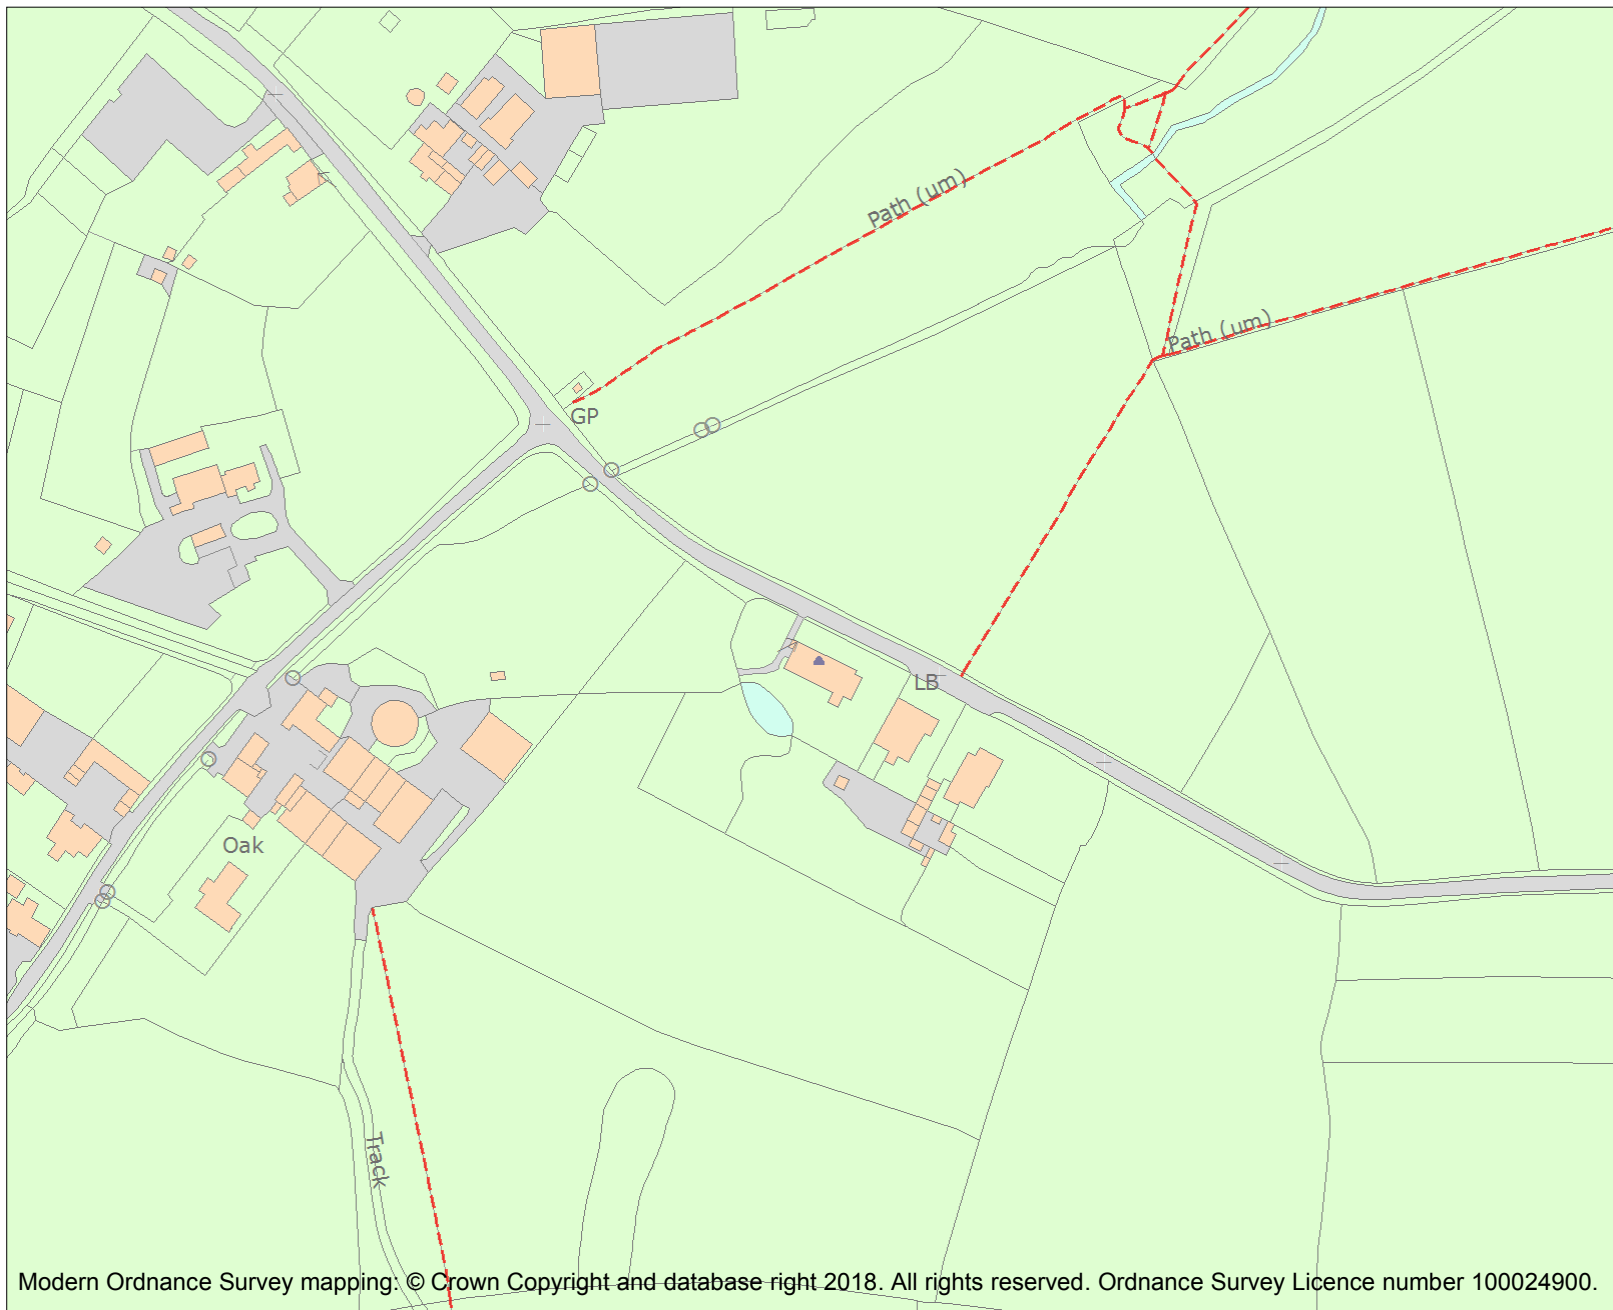 Path (um)
Path (um)
GP
LB
Oak
Track
Modern Ordnance Survey mapping: © Crown Copyright and database right 2018. All rights reserved. Ordnance Survey Licence number 100024900.